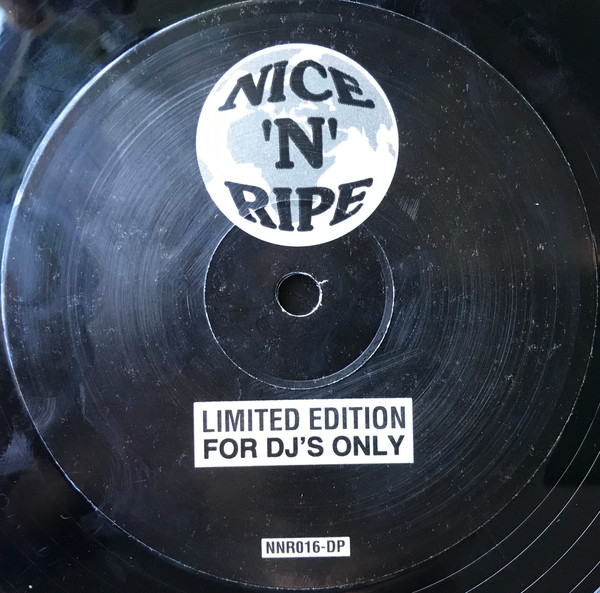 NICE
'N'
RIPE
LIMITED EDITION
FOR DJ'S ONLY
NNR016-DP